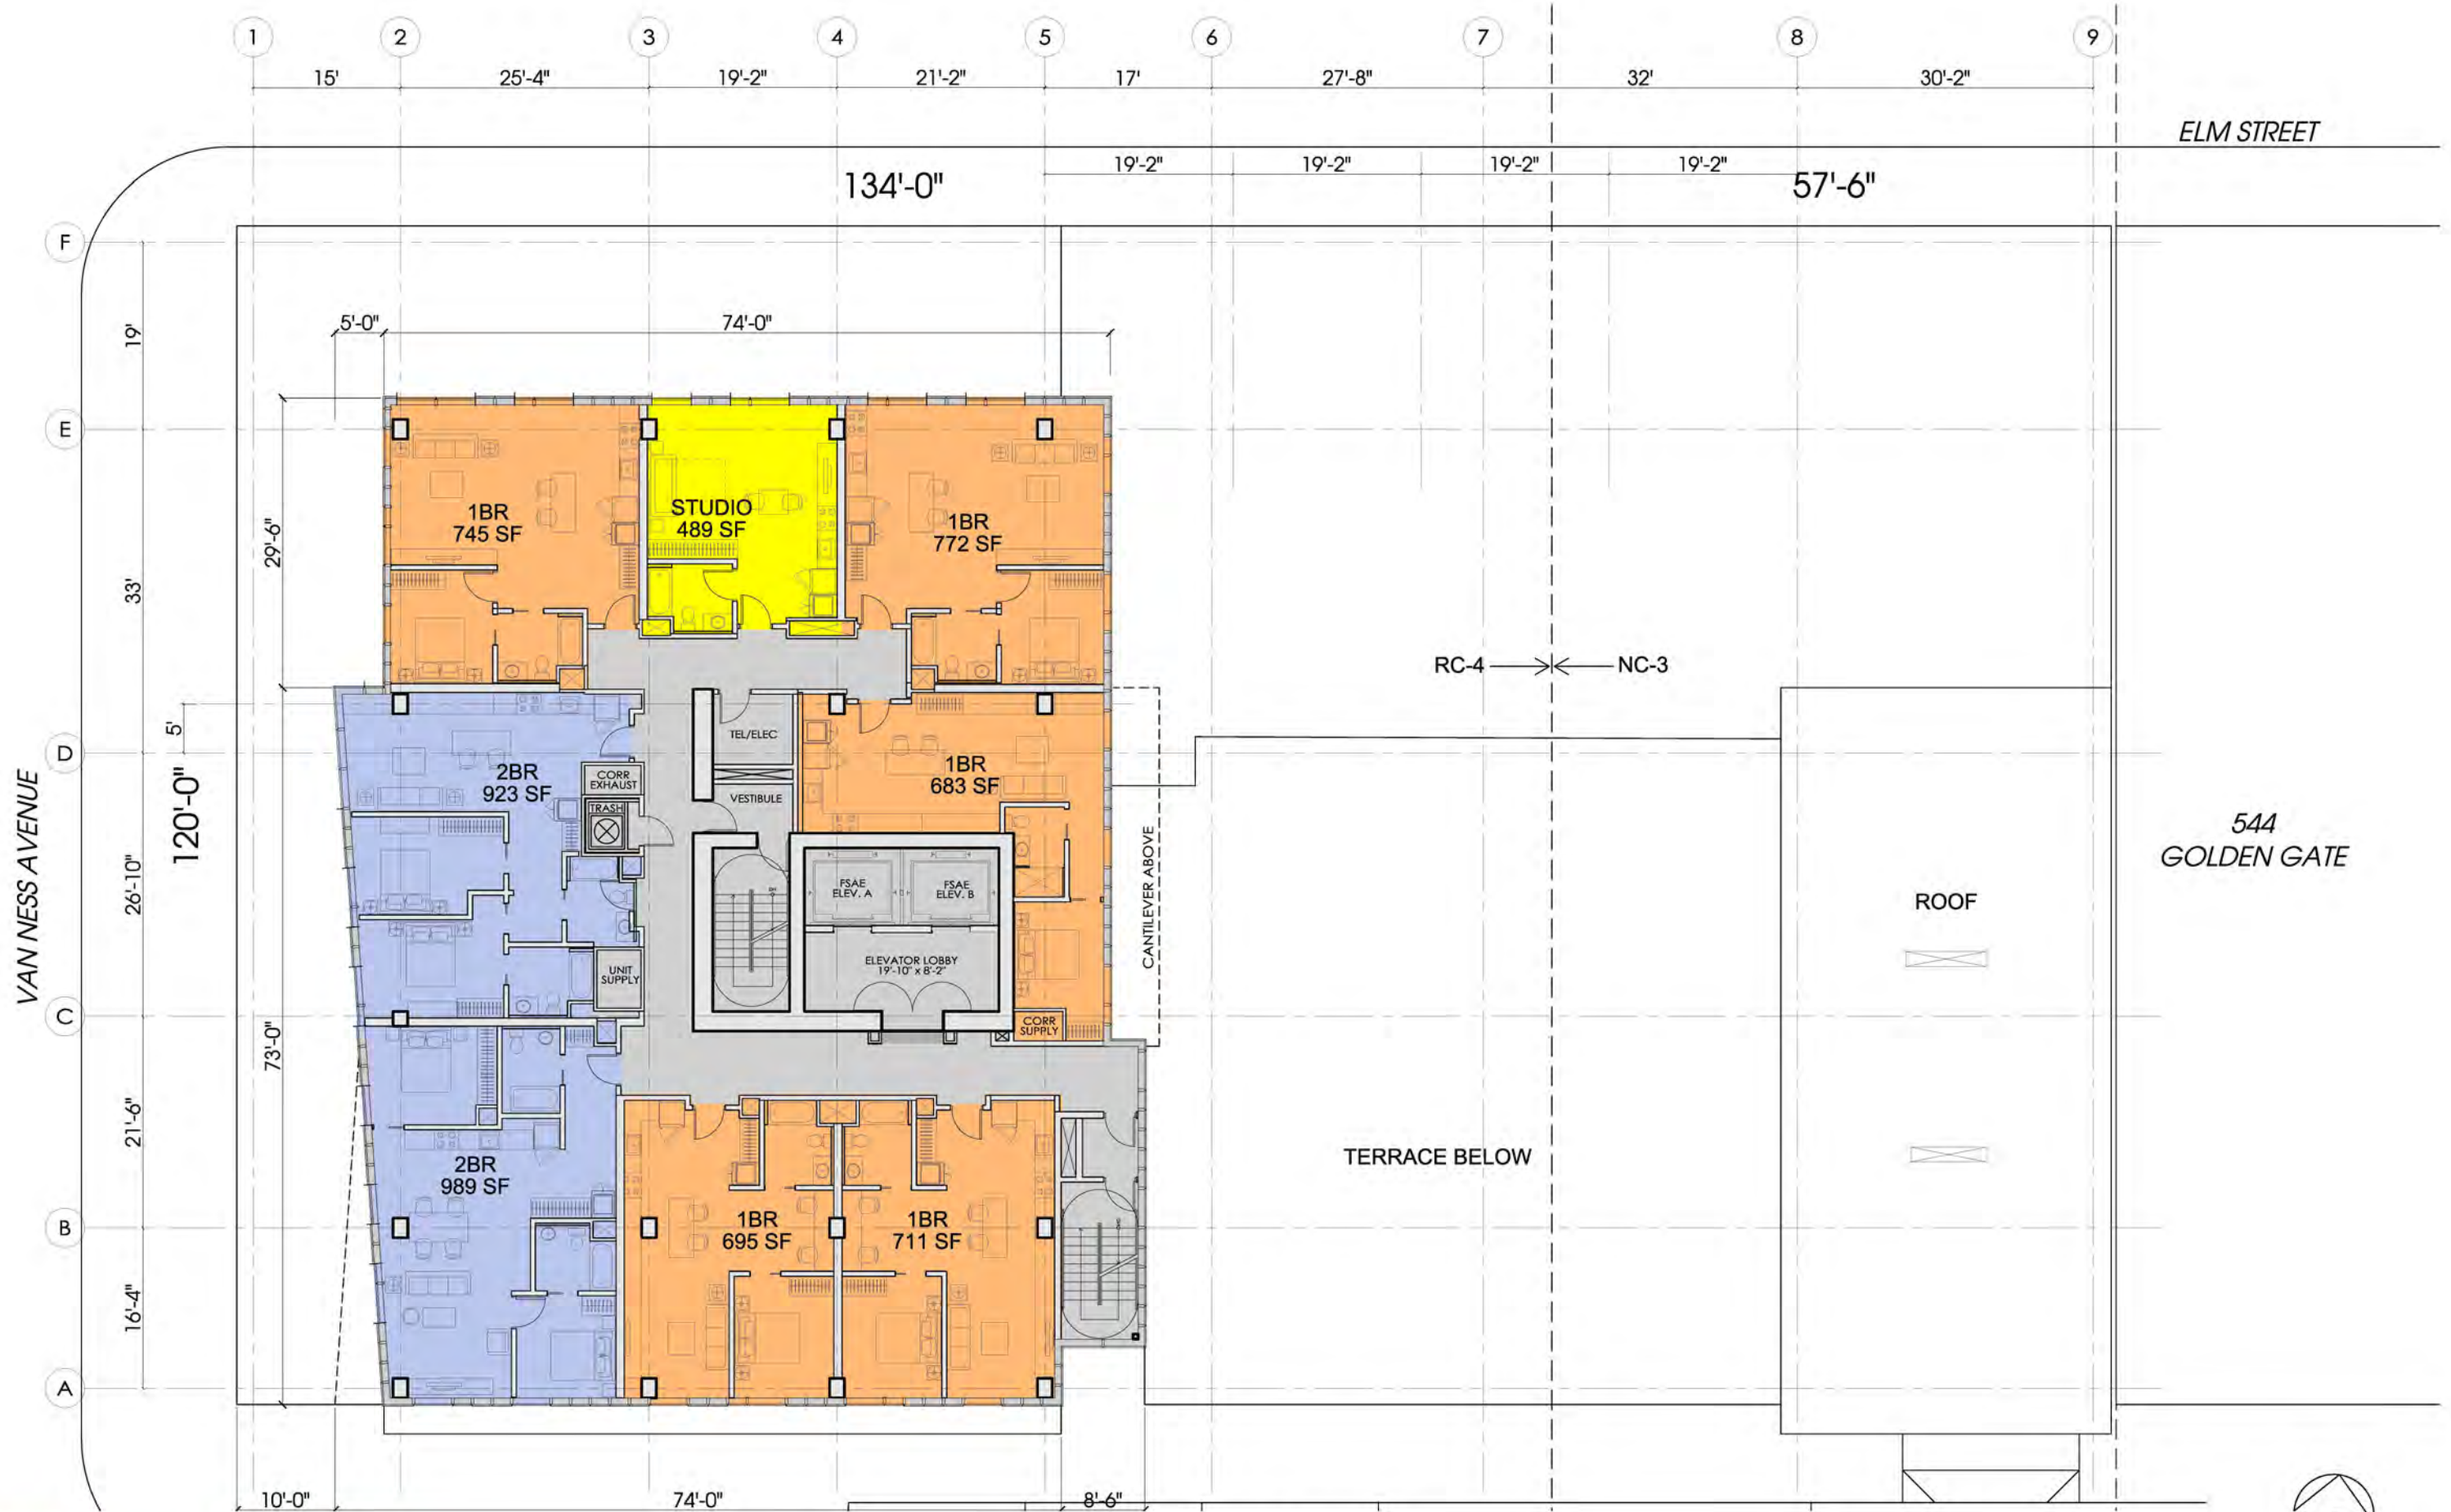 1
2
3
4
5
6
7
8
9
15'
25'-4"
19'-2"
21'-2"
17'
27'-8"
32'
30'-2"
ELM STREET
19'-2"
19'-2"
19'-2"
19'-2"
134'-0"
57'-6"
F
E
D
C
B
A
19'
33'
5'
26'-10"
21'-6"
16'-4"
120'-0"
VAN NESS AVENUE
5'-0"
74'-0"
29'-6"
73'-0"
1BR
745 SF
STUDIO
489 SF
1BR
772 SF
RC-4
NC-3
TEL/ELEC
2BR
923 SF
CORR
EXHAUST
TRASH
VESTIBULE
1BR
683 SF
FSAE
ELEV. A
FSAE
ELEV. B
ELEVATOR LOBBY
19'-10" x 8'-2"
UNIT
SUPPLY
CORR
SUPPLY
CANTILEVER ABOVE
544
GOLDEN GATE
ROOF
TERRACE BELOW
2BR
989 SF
1BR
695 SF
1BR
711 SF
10'-0"
74'-0"
8'-6"